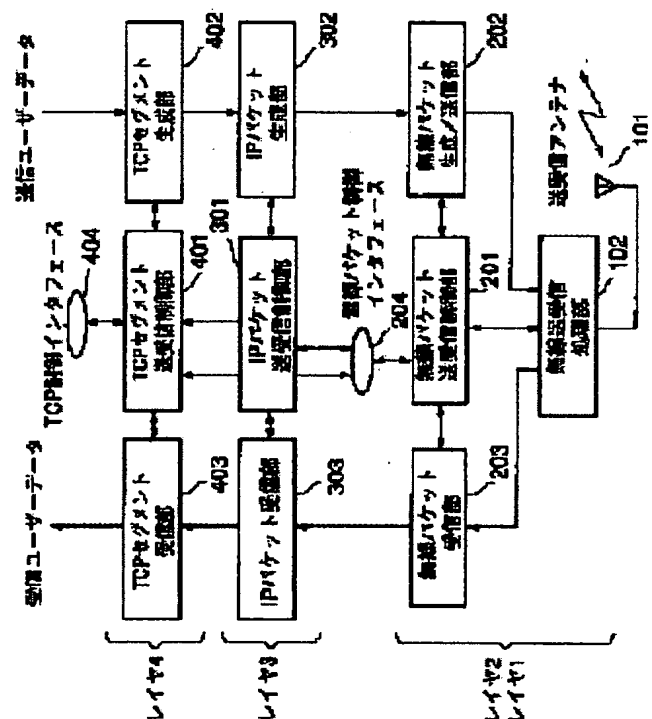 受信ユーザーデータ
TCP制御インタフェース
404
送信ユーザーデータ
レイヤ4
TCPセグメント
受信部
403
TCPセグメント
送受信制御部
401
TCPセグメント
生成部
402
レイヤ3
IPパケット受信部
303
IPパケット
送受信制御部
301
IPパケット
生成部
302
無線パケット制御
インタフェース
204
レイヤ2
レイヤ1
無線パケット
受信部
203
無線パケット
送受信制御部
201
無線パケット
生成/送信部
202
無線送受信
処理部
102
送受信アンテナ
101